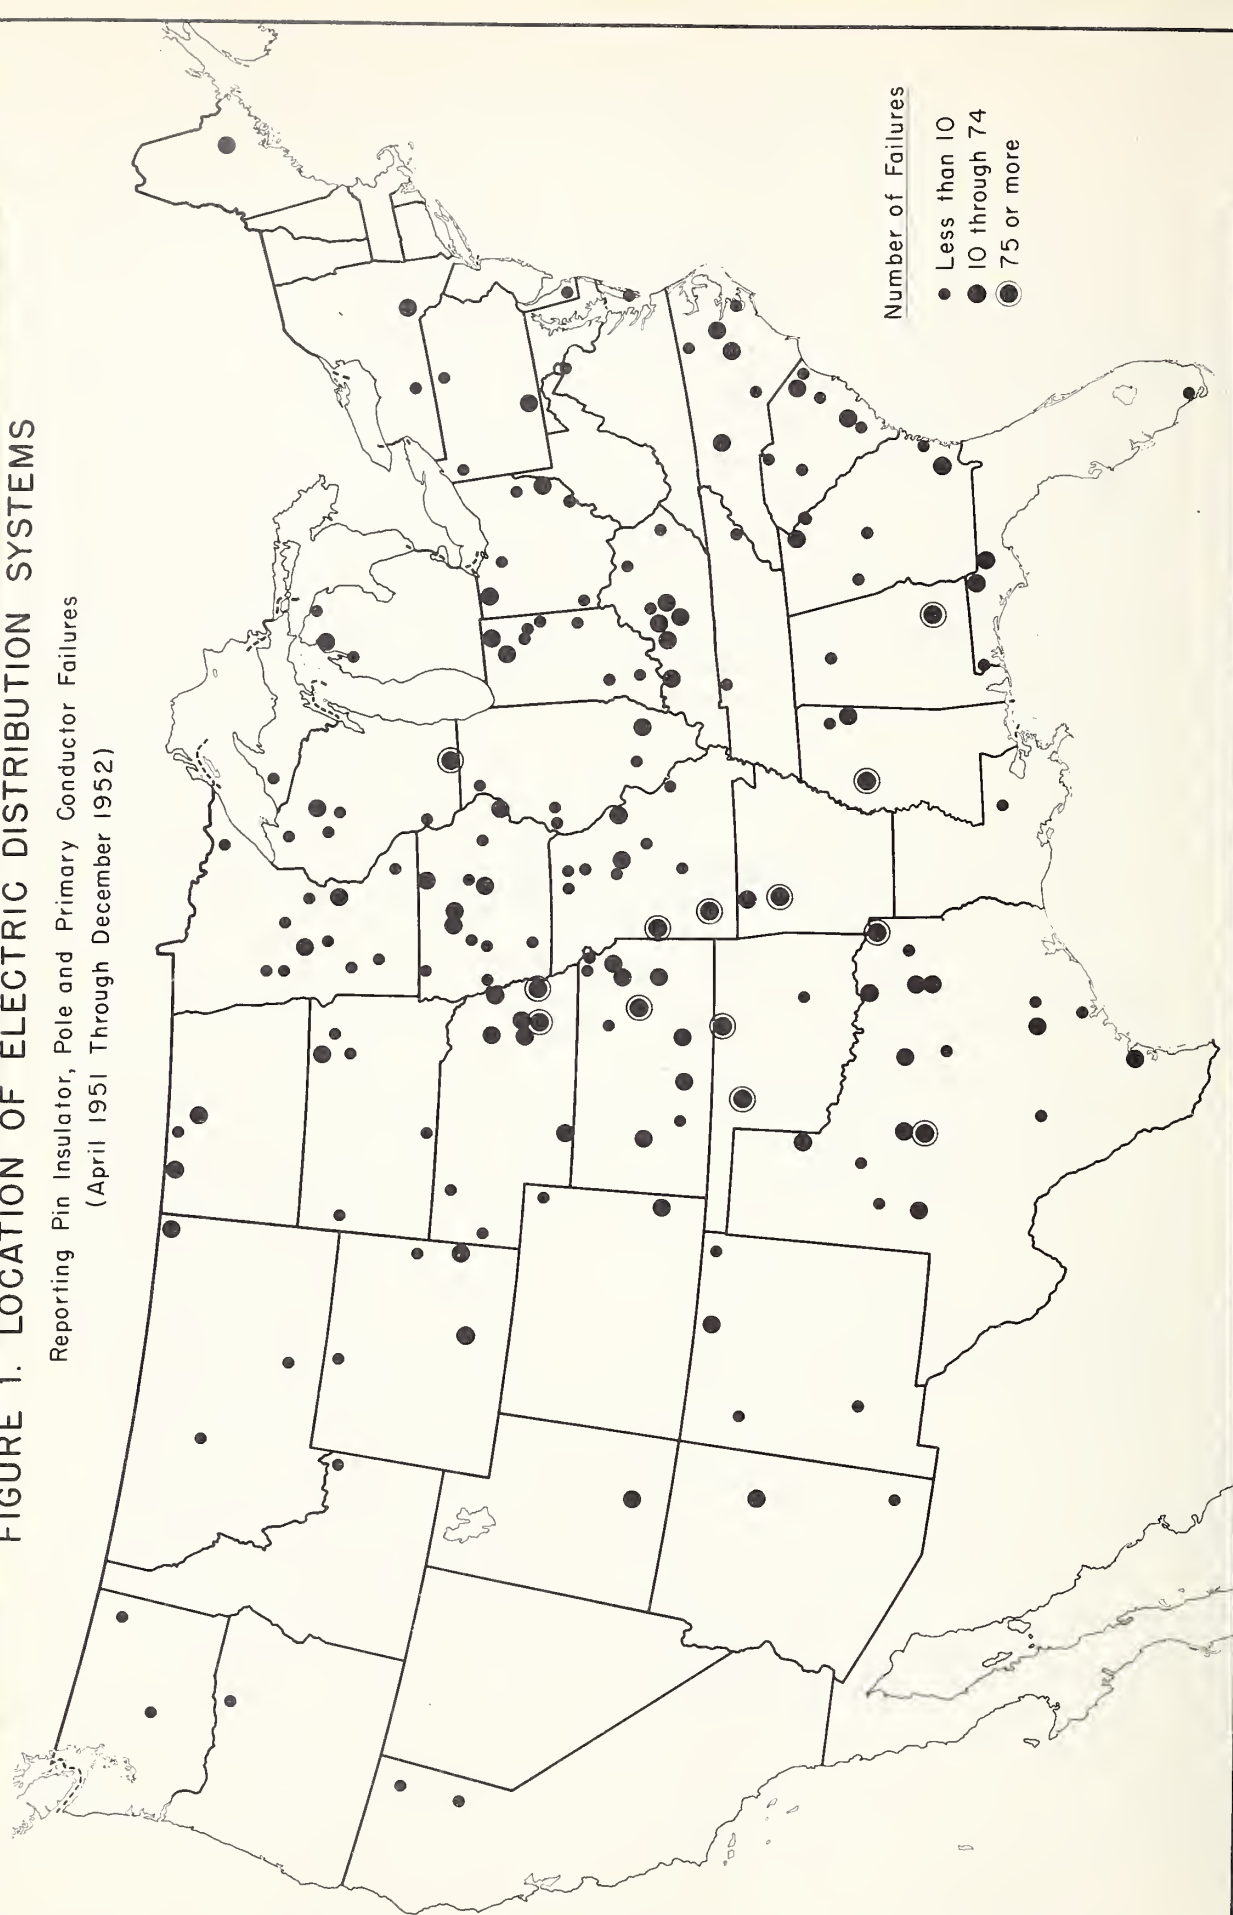 FIGURE 1. LOCATION OF ELECTRIC DISTRIBUTION SYSTEMS
Reporting Pin Insulator, Pole and Primary Conductor Failures
(April 1951 Through December 1952)
Number of Failures
Less than 10
10 through 74
75 or more